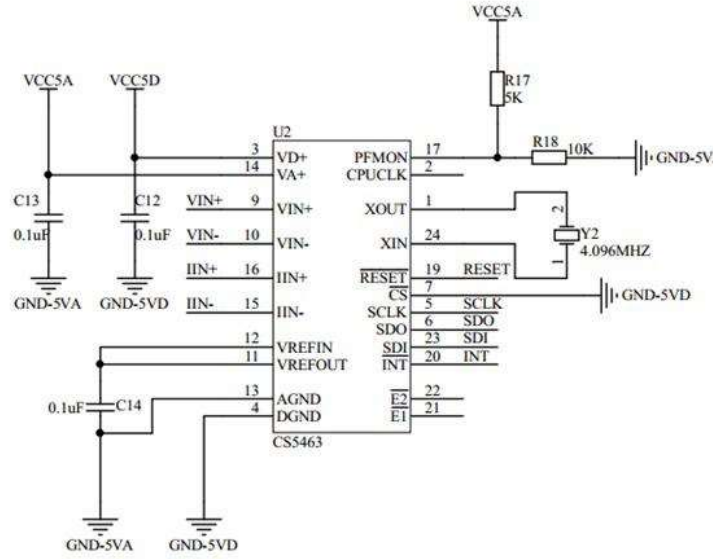 VCC5A
R17
5K
VCC5A
VCC5D
U2
R18
10K
GND-5VA
3 VD+
14 VA+
PFMON 17
CPUCLK 2
C13
0.1uF
C12
0.1uF
VIN+ 9 VIN+
XOUT 1
2
Y2
4.096MHZ
1
VIN- 10 VIN-
XIN 24
IIN+ 16 IIN+
RESET 19 RESET
CS 7
GND-5VD
GND-5VA
GND-5VD
IIN- 15 IIN-
SCLK 5 SCLK
SDO 6 SDO
SDI 23 SDI
INT 20 INT
12 VREFIN
11 VREFOUT
0.1uF
C14
13 AGND
4 DGND
E2 22
E1 21
CS5463
GND-5VA
GND-5VD